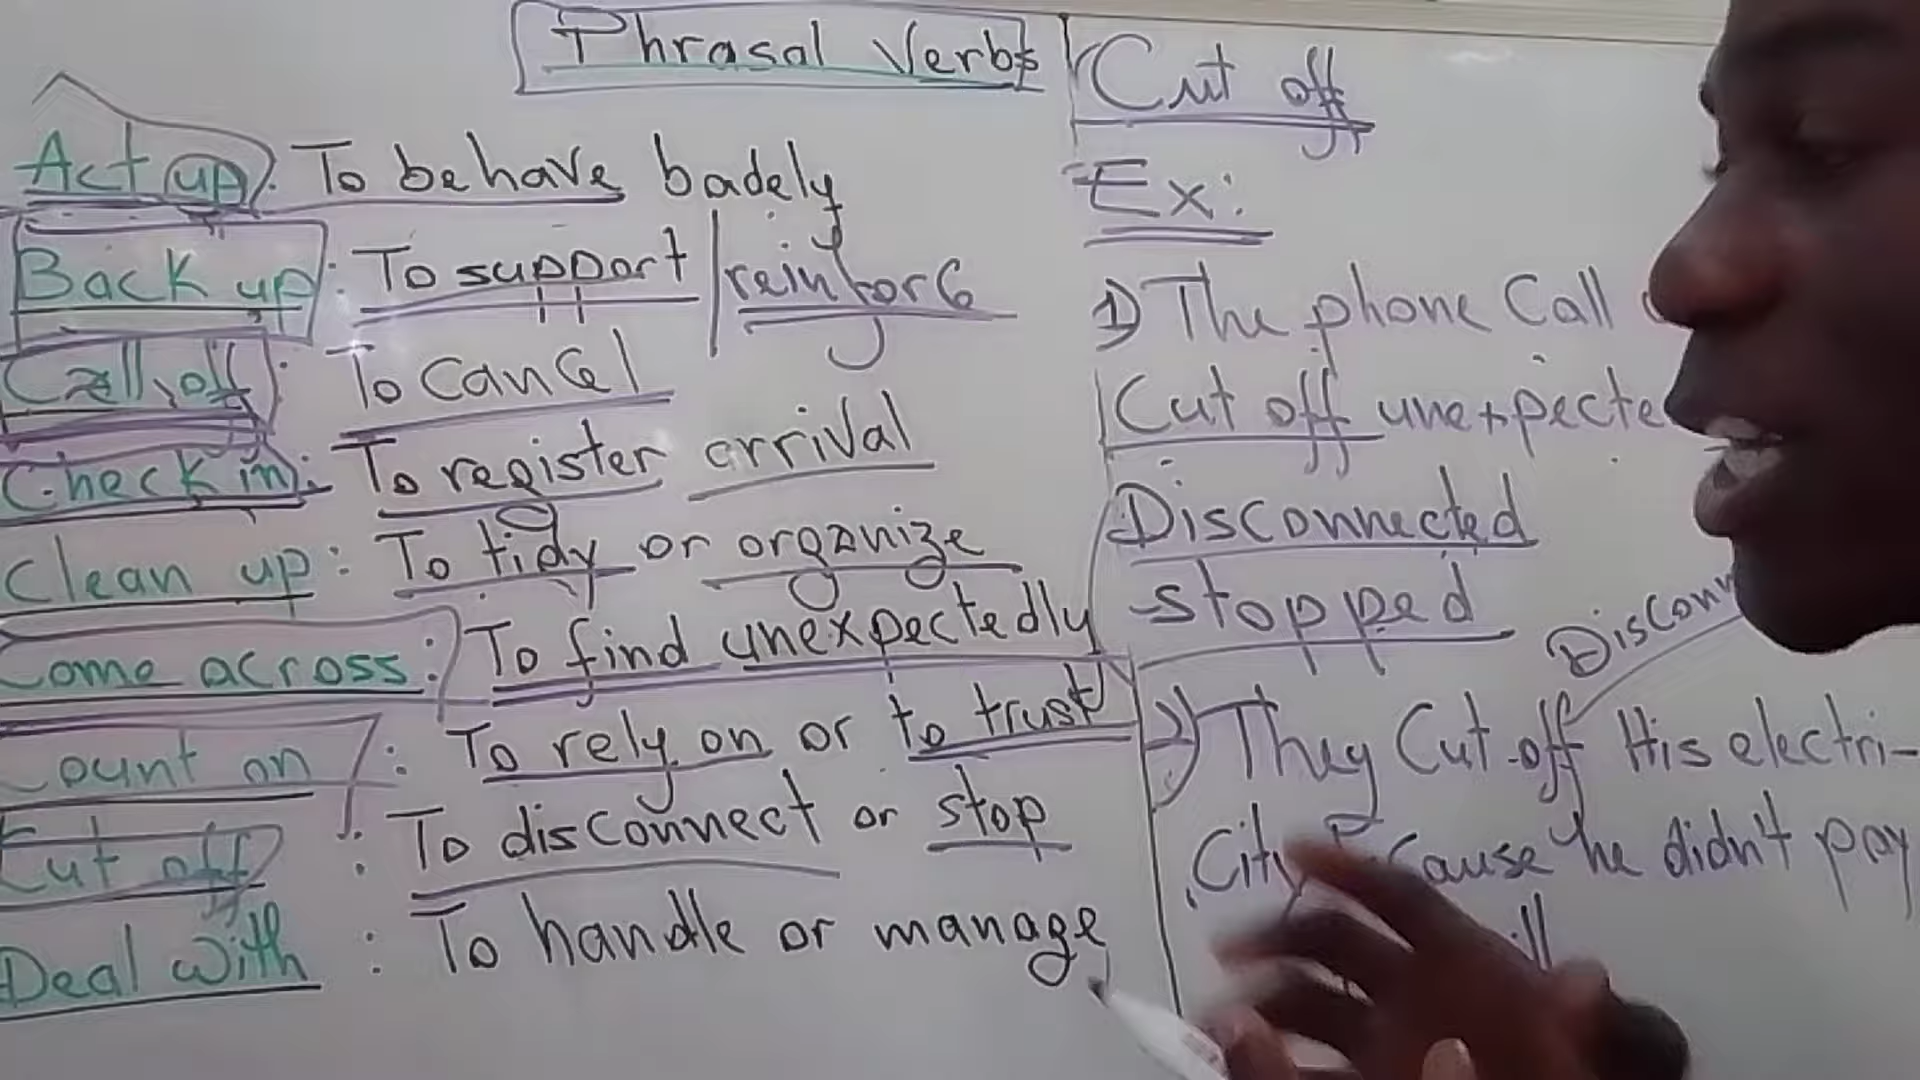 Phrasal Verbs
Act up: To behave badely
Back up: To support / reinforce
Call off: To cancel
Check in: To register arrival
Clean up: To tidy or organize
Come across: To find unexpectedly
Count on: To rely on or to trust
Cut off: To disconnect or stop
Deal with: To handle or manage
Cut off
Ex:
1) The phone Call
Cut off
Disconnected
-stopped
2) They Cut-off His electri-
City because he didn't pay